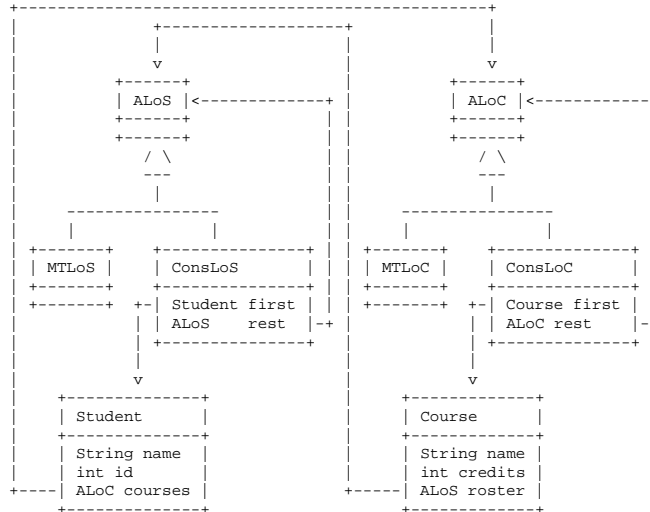 ALoS ALoC
MTLoS ConsLoS MTLoC ConsLoC
Student first Course first
ALoS rest ALoC rest
Student Course
String name String name
int id int credits
ALoC courses ALoS roster